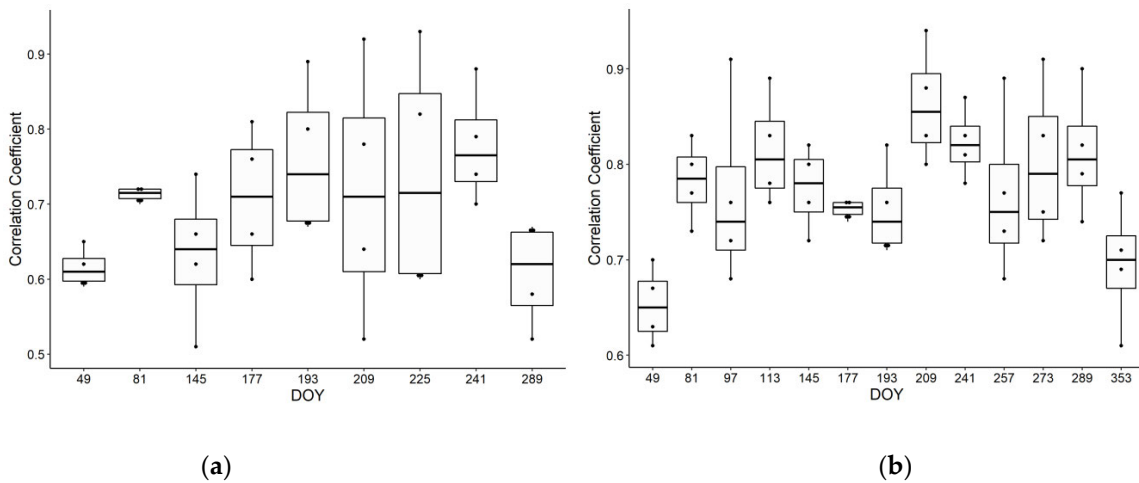 Correlation Coefficient
0.9
0.8
0.7
0.6
0.5
49 81 145 177 193 209 225 241 289
DOY
(a)
Correlation Coefficient
0.9
0.8
0.7
0.6
49 81 97 113 145 177 193 209 241 257 273 289 353
DOY
(b)